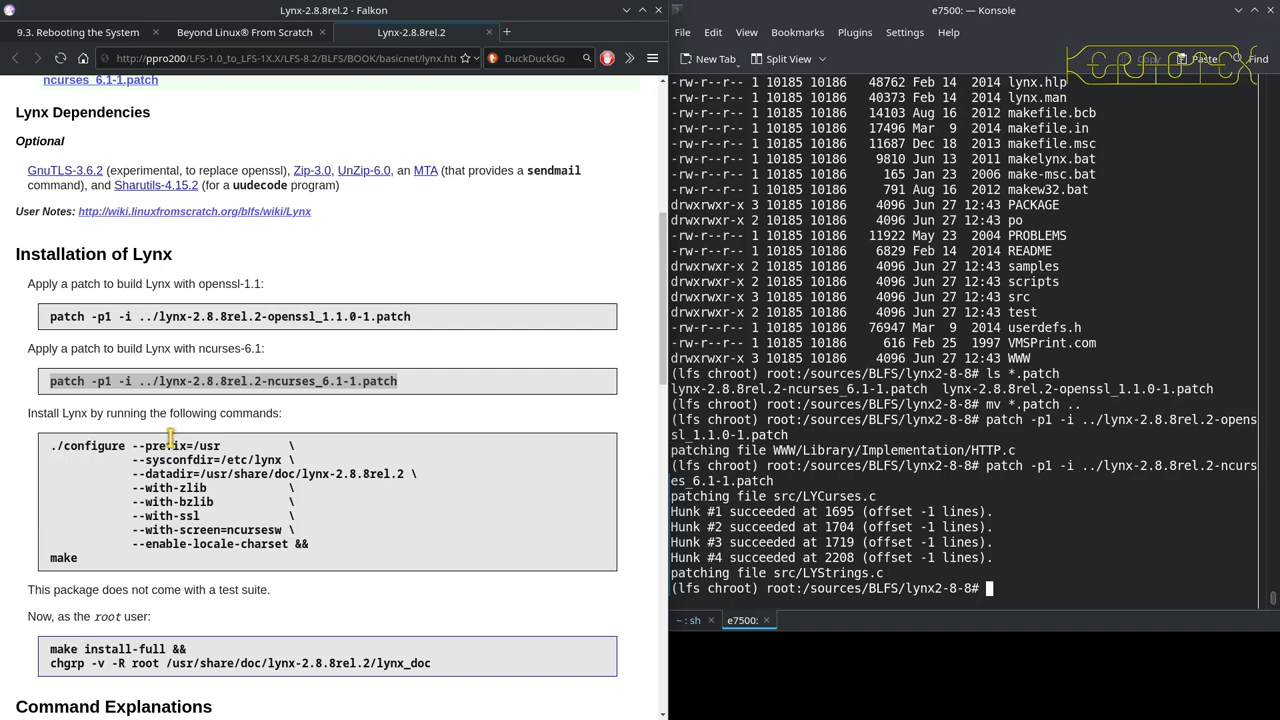 Lynx-2.8.8rel.2 - Falkon
9.3. Rebooting the System
Beyond Linux® From Scratch
Lynx-2.8.8rel.2
http://ppro200/LFS-1.0_to_LFS-1X.X/LFS-8.2/BLFS/BOOK/basicnet/lynx.ht
DuckDuckGo
ncurses_6.1-1.patch
Lynx Dependencies
Optional
GnuTLS-3.6.2 (experimental, to replace openssl), Zip-3.0, UnZip-6.0, an MTA (that provides a sendmail
command), and Sharutils-4.15.2 (for a uudecode program)
User Notes: http://wiki.linuxfromscratch.org/blfs/wiki/Lynx
Installation of Lynx
Apply a patch to build Lynx with openssl-1.1:
patch -p1 -i ../lynx-2.8.8rel.2-openssl_1.1.0-1.patch
Apply a patch to build Lynx with ncurses-6.1:
patch -p1 -i ../lynx-2.8.8rel.2-ncurses_6.1-1.patch
Install Lynx by running the following commands:
./configure --prefix=/usr \
--sysconfdir=/etc/lynx \
--datadir=/usr/share/doc/lynx-2.8.8rel.2 \
--with-zlib \
--with-bzlib \
--with-ssl \
--with-screen=ncursesw \
--enable-locale-charset &&
make
This package does not come with a test suite.
Now, as the root user:
make install-full &&
chgrp -v -R root /usr/share/doc/lynx-2.8.8rel.2/lynx_doc
Command Explanations
e7500: — Konsole
File Edit View Bookmarks Plugins Settings Help
New Tab Split View Copy Paste Find
-rw-r--r-- 1 10185 10186 48762 Feb 14 2014 lynx.hlp
-rw-r--r-- 1 10185 10186 40373 Feb 14 2014 lynx.man
-rw-r--r-- 1 10185 10186 14103 Aug 16 2012 makefile.bcb
-rw-r--r-- 1 10185 10186 17496 Mar 9 2014 makefile.in
-rw-r--r-- 1 10185 10186 11687 Dec 18 2013 makefile.msc
-rw-r--r-- 1 10185 10186 9810 Jun 13 2011 makelynx.bat
-rw-r--r-- 1 10185 10186 165 Jan 23 2006 make-msc.bat
-rw-r--r-- 1 10185 10186 791 Aug 16 2012 makew32.bat
drwxrwxr-x 3 10185 10186 4096 Jun 27 12:43 PACKAGE
drwxrwxr-x 2 10185 10186 4096 Jun 27 12:43 po
-rw-r--r-- 1 10185 10186 11922 May 23 2004 PROBLEMS
-rw-r--r-- 1 10185 10186 6829 Feb 14 2014 README
drwxrwxr-x 2 10185 10186 4096 Jun 27 12:43 samples
drwxrwxr-x 2 10185 10186 4096 Jun 27 12:43 scripts
drwxrwxr-x 3 10185 10186 4096 Jun 27 12:43 src
drwxrwxr-x 2 10185 10186 4096 Jun 27 12:43 test
-rw-r--r-- 1 10185 10186 76947 Mar 9 2014 userdefs.h
-rw-r--r-- 1 10185 10186 616 Feb 25 1997 VMSPrint.com
drwxrwxr-x 3 10185 10186 4096 Jun 27 12:43 WWW
(lfs chroot) root:/sources/BLFS/lynx2-8-8# ls *.patch
lynx-2.8.8rel.2-ncurses_6.1-1.patch lynx-2.8.8rel.2-openssl_1.1.0-1.patch
(lfs chroot) root:/sources/BLFS/lynx2-8-8# mv *.patch ..
(lfs chroot) root:/sources/BLFS/lynx2-8-8# patch -p1 -i ../lynx-2.8.8rel.2-opens
sl_1.1.0-1.patch
patching file WWW/Library/Implementation/HTTP.c
(lfs chroot) root:/sources/BLFS/lynx2-8-8# patch -p1 -i ../lynx-2.8.8rel.2-ncurs
es_6.1-1.patch
patching file src/LYCurses.c
Hunk #1 succeeded at 1695 (offset -1 lines).
Hunk #2 succeeded at 1704 (offset -1 lines).
Hunk #3 succeeded at 1719 (offset -1 lines).
Hunk #4 succeeded at 2208 (offset -1 lines).
patching file src/LYStrings.c
(lfs chroot) root:/sources/BLFS/lynx2-8-8#
~ : sh
e7500: